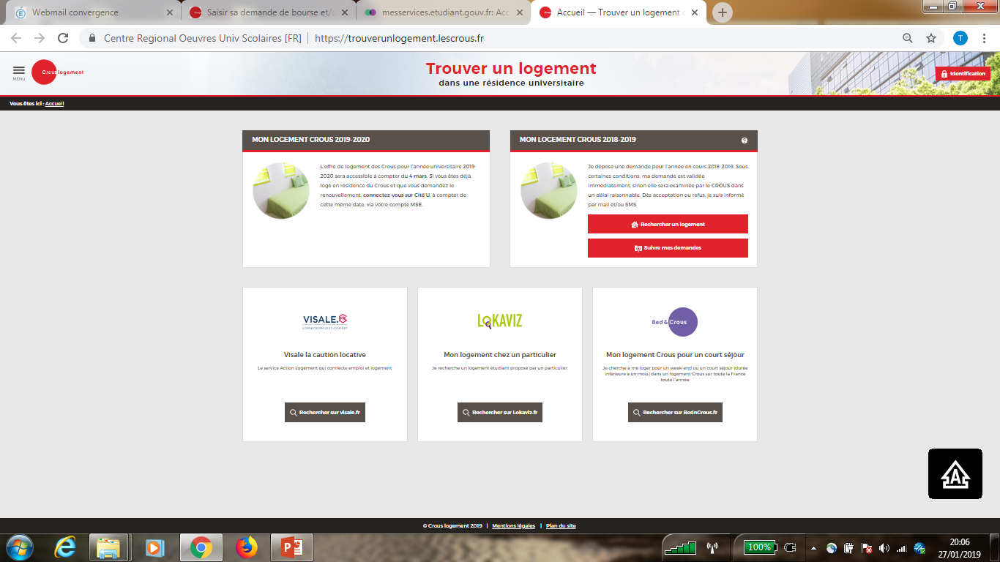 Webmail convergence
Saisir sa demande de bourse et/
messervices.etudiant.gouv.fr: Acc
Accueil — Trouver un logement
Centre Regional Oeuvres Univ Scolaires [FR] | https://trouverunlogement.lescrous.fr
T
MENU
Crous logement
Trouver un logement
dans une résidence universitaire
Identification
Vous êtes ici : Accueil
MON LOGEMENT CROUS 2019-2020
L'offre de logement des Crous pour l'année universitaire 2019-
2020 sera accessible à compter du 4 mars. Si vous êtes déjà
logé en résidence du Crous et que vous demandez le
renouvellement, connectez-vous sur Cité'U, à compter de
cette même date, via votre compte MSE.
MON LOGEMENT CROUS 2018-2019
Je dépose une demande pour l'année en cours 2018-2019. Sous
certaines conditions, ma demande est validée
immédiatement, sinon elle sera examinée par le CROUS dans
un délai raisonnable. Dès acceptation ou refus, je suis informé
par mail et/ou SMS.
Rechercher un logement
Suivre mes demandes
VISALE.FR
CONNECTE EMPLOI ET LOGEMENT
Visale la caution locative
Le service Action Logement qui connecte emploi et logement
Rechercher sur visale.fr
LOKAVIZ
Mon logement chez un particulier
Je recherche un logement étudiant proposé par un particulier.
Rechercher sur Lokaviz.fr
Bed & Crous
Mon logement Crous pour un court séjour
Je cherche à me loger pour un week-end ou un court séjour (durée
inférieure à un mois) dans un logement Crous sur toute la France
toute l'année.
Rechercher sur BednCrous.fr
A
© Crous logement 2019 | Mentions légales | Plan du site
100%
20:06
27/01/2019